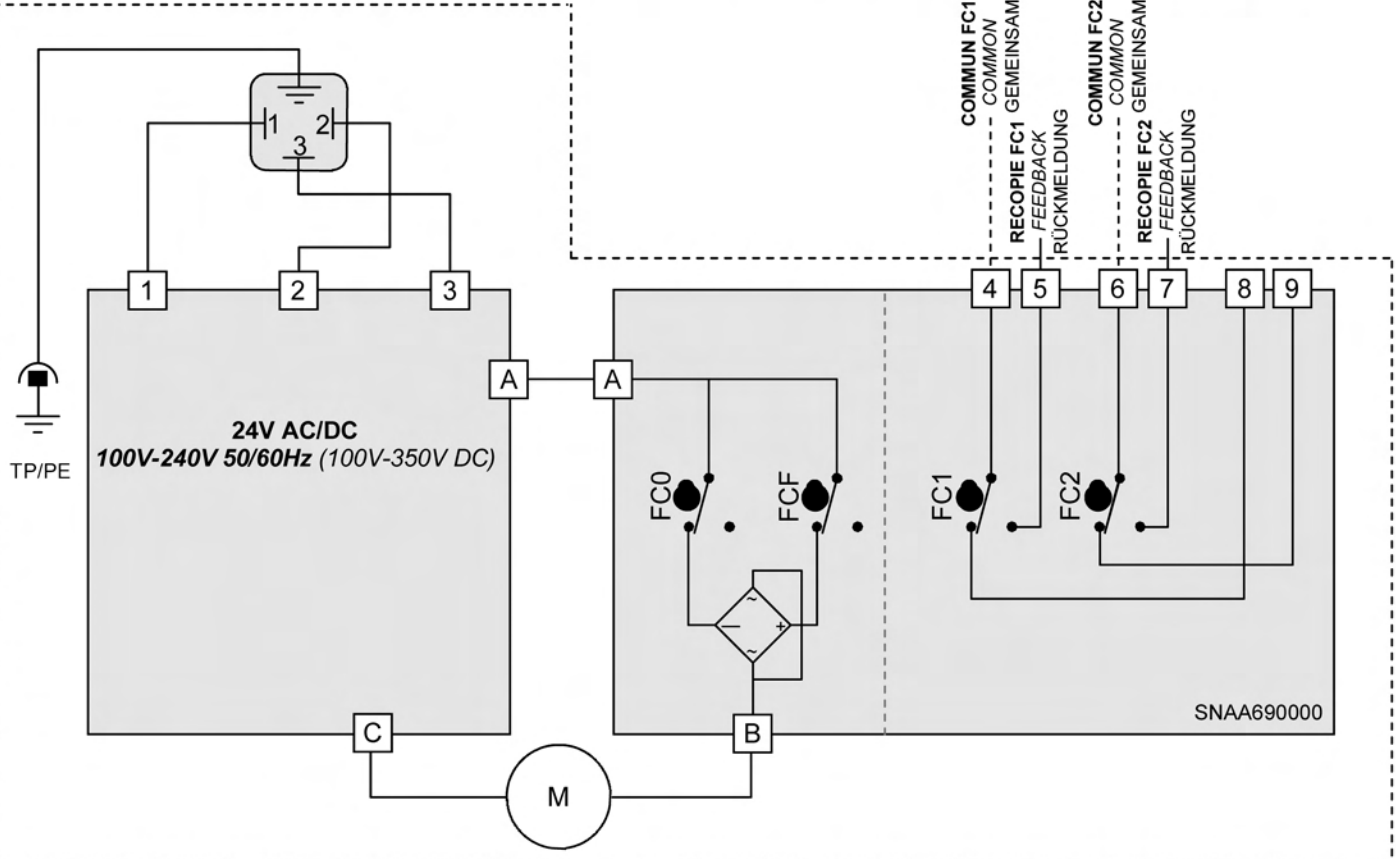 COMMUN FC1
COMMON
GEMEINSAM
RECOPIE FC1
FEEDBACK
RÜCKMELDUNG
COMMUN FC2
COMMON
GEMEINSAM
RECOPIE FC2
FEEDBACK
RÜCKMELDUNG
1 2
3
1 2 3
4 5 6 7 8 9
A A
24V AC/DC
100V-240V 50/60Hz (100V-350V DC)
TP/PE
FC0
FCF
FC1
FC2
~
— +
~
SNAA690000
C
B
M